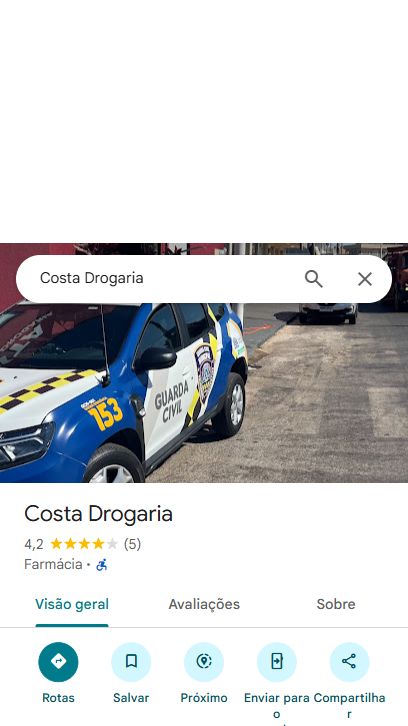 Costa Drogaria
153
GUARDA
CIVIL
Costa Drogaria
4,2 (5)
Farmácia ·
Visão geral Avaliações Sobre
Rotas Salvar Próximo Enviar para Compartilha
o r